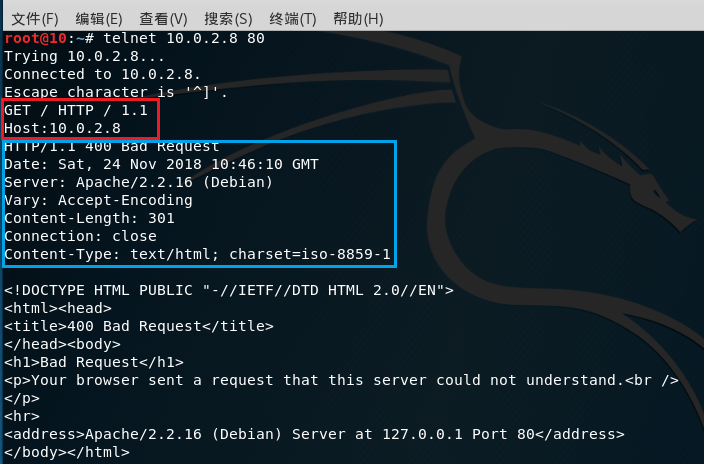 文件(F) 编辑(E) 查看(V) 搜索(S) 终端(T) 帮助(H)
root@10:~# telnet 10.0.2.8 80
Trying 10.0.2.8...
Connected to 10.0.2.8.
Escape character is '^]'.
GET / HTTP / 1.1
Host:10.0.2.8
HTTP/1.1 400 Bad Request
Date: Sat, 24 Nov 2018 10:46:10 GMT
Server: Apache/2.2.16 (Debian)
Vary: Accept-Encoding
Content-Length: 301
Connection: close
Content-Type: text/html; charset=iso-8859-1
<!DOCTYPE HTML PUBLIC "-//IETF//DTD HTML 2.0//EN">
<html><head>
<title>400 Bad Request</title>
</head><body>
<h1>Bad Request</h1>
<p>Your browser sent a request that this server could not understand.<br />
</p>
<hr>
<address>Apache/2.2.16 (Debian) Server at 127.0.0.1 Port 80</address>
</body></html>